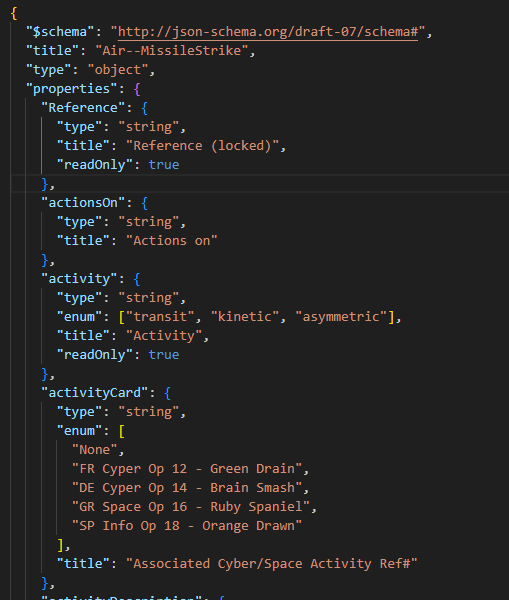 {
"$schema": "http://json-schema.org/draft-07/schema#",
"title": "Air--MissileStrike",
"type": "object",
"properties": {
"Reference": {
"type": "string",
"title": "Reference (locked)",
"readOnly": true
},
"actionsOn": {
"type": "string",
"title": "Actions on"
},
"activity": {
"type": "string",
"enum": ["transit", "kinetic", "asymmetric"],
"title": "Activity",
"readOnly": true
},
"activityCard": {
"type": "string",
"enum": [
"None",
"FR Cyper Op 12 - Green Drain",
"DE Cyper Op 14 - Brain Smash",
"GR Space Op 16 - Ruby Spaniel",
"SP Info Op 18 - Orange Drawn"
],
"title": "Associated Cyber/Space Activity Ref#"
},
"activityDescription": {